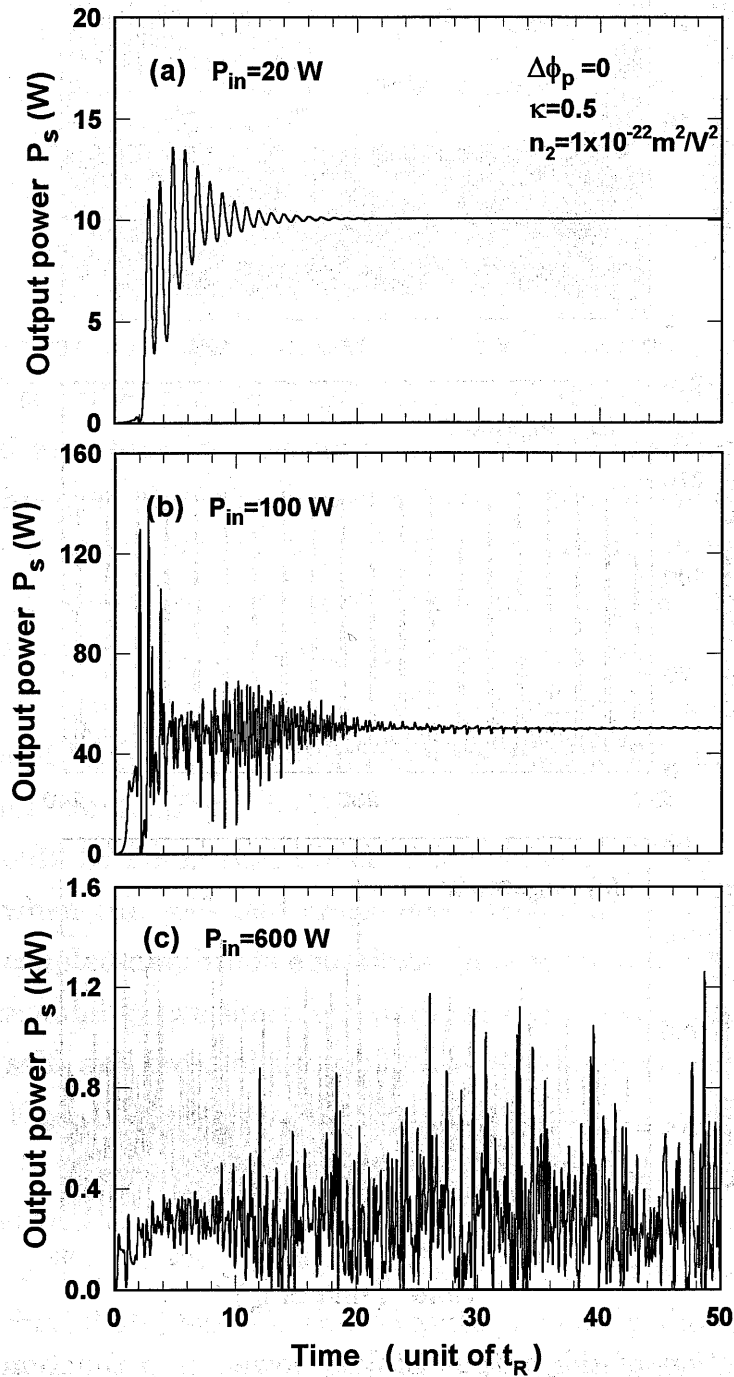 20
(a) P_in=20 W
Δϕ_p =0
κ=0.5
n_2=1x10^-22 m^2/V^2
15
10
5
0
Output power P_s (W)
160
(b) P_in=100 W
120
80
40
0
Output power P_s (W)
1.6
(c) P_in=600 W
1.2
0.8
0.4
0.0
Output power P_s (kW)
0 10 20 30 40 50
Time ( unit of t_R)